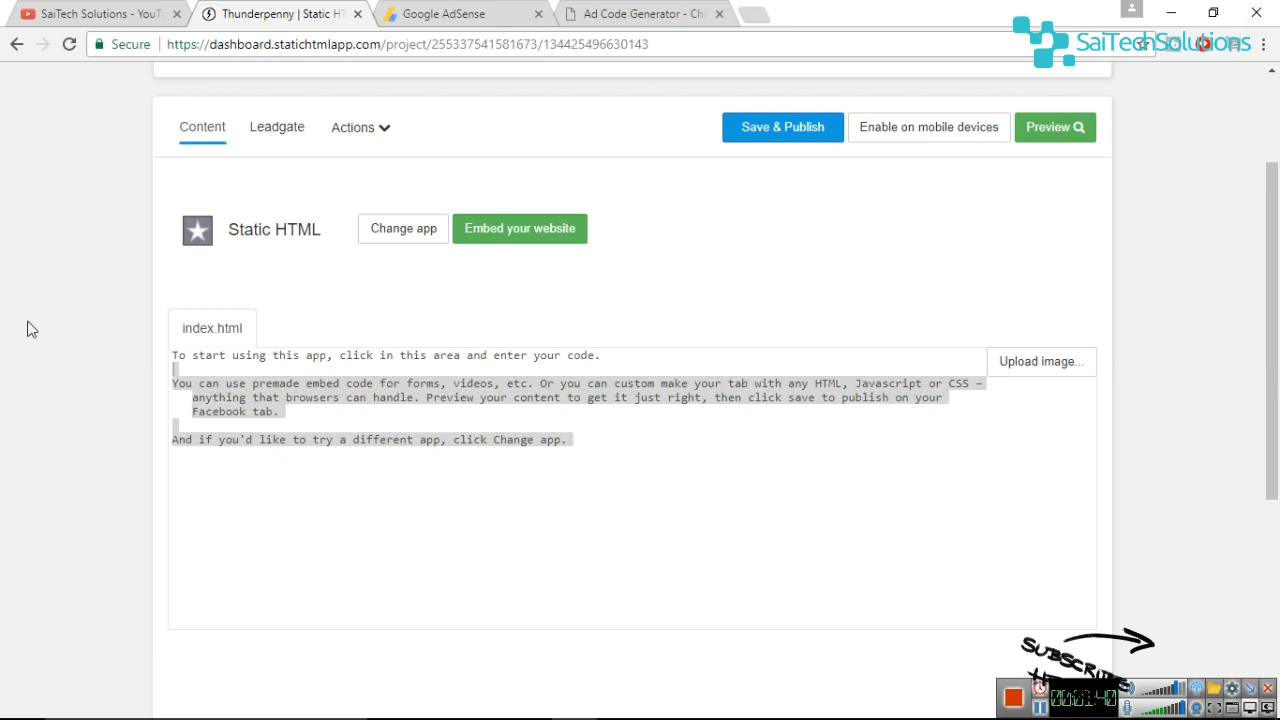 SaiTech Solutions - YouT
Thunderpenny | Static HT
Google AdSense
Ad Code Generator - Ch
Secure
https://dashboard.statichtmlapp.com/project/255337541581673/134425496630143
SaiTechSolutions
Content
Leadgate
Actions
Save & Publish
Enable on mobile devices
Preview
Static HTML
Change app
Embed your website
index.html
To start using this app, click in this area and enter your code.
Upload image...
You can use premade embed code for forms, videos, etc. Or you can custom make your tab with any HTML, Javascript or CSS –
anything that browsers can handle. Preview your content to get it just right, then click save to publish on your
Facebook tab.
And if you'd like to try a different app, click Change app.
SUBSCRIBE
00:01:40